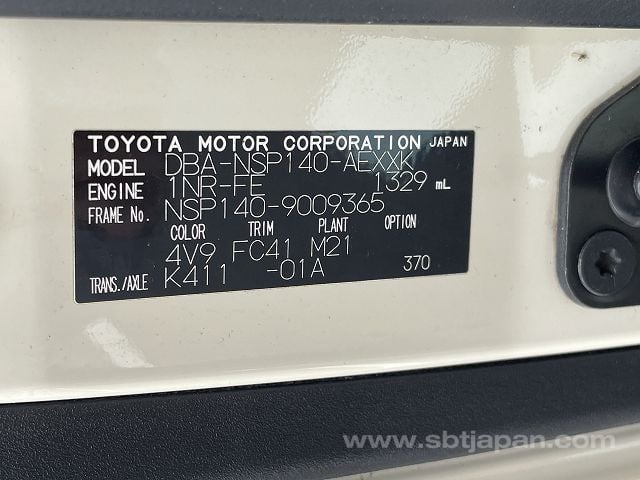 TOYOTA MOTOR CORPORATION JAPAN
MODEL DBA-NSP140-AEXXK
ENGINE 1NR-FE 1329 mL
FRAME No. NSP140-9009365
COLOR TRIM PLANT OPTION
4V9 FC41 M21
TRANS./AXLE K411 -01A 370
www.sbtjapan.com